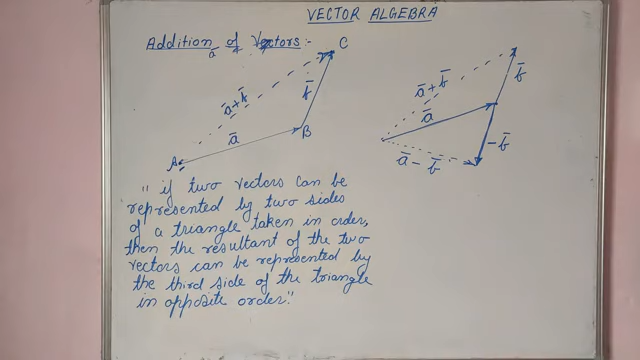 VECTOR ALGEBRA
Addition of Vectors:-
C
a̅+b̅
b̅
a̅
B
A
a̅+b̅
b̅
a̅
-b̅
a̅ - b̅
"if two vectors can be
represented by two sides
of a triangle taken in order,
then the resultant of the two
vectors can be represented by
the third side of the triangle
in opposite order."